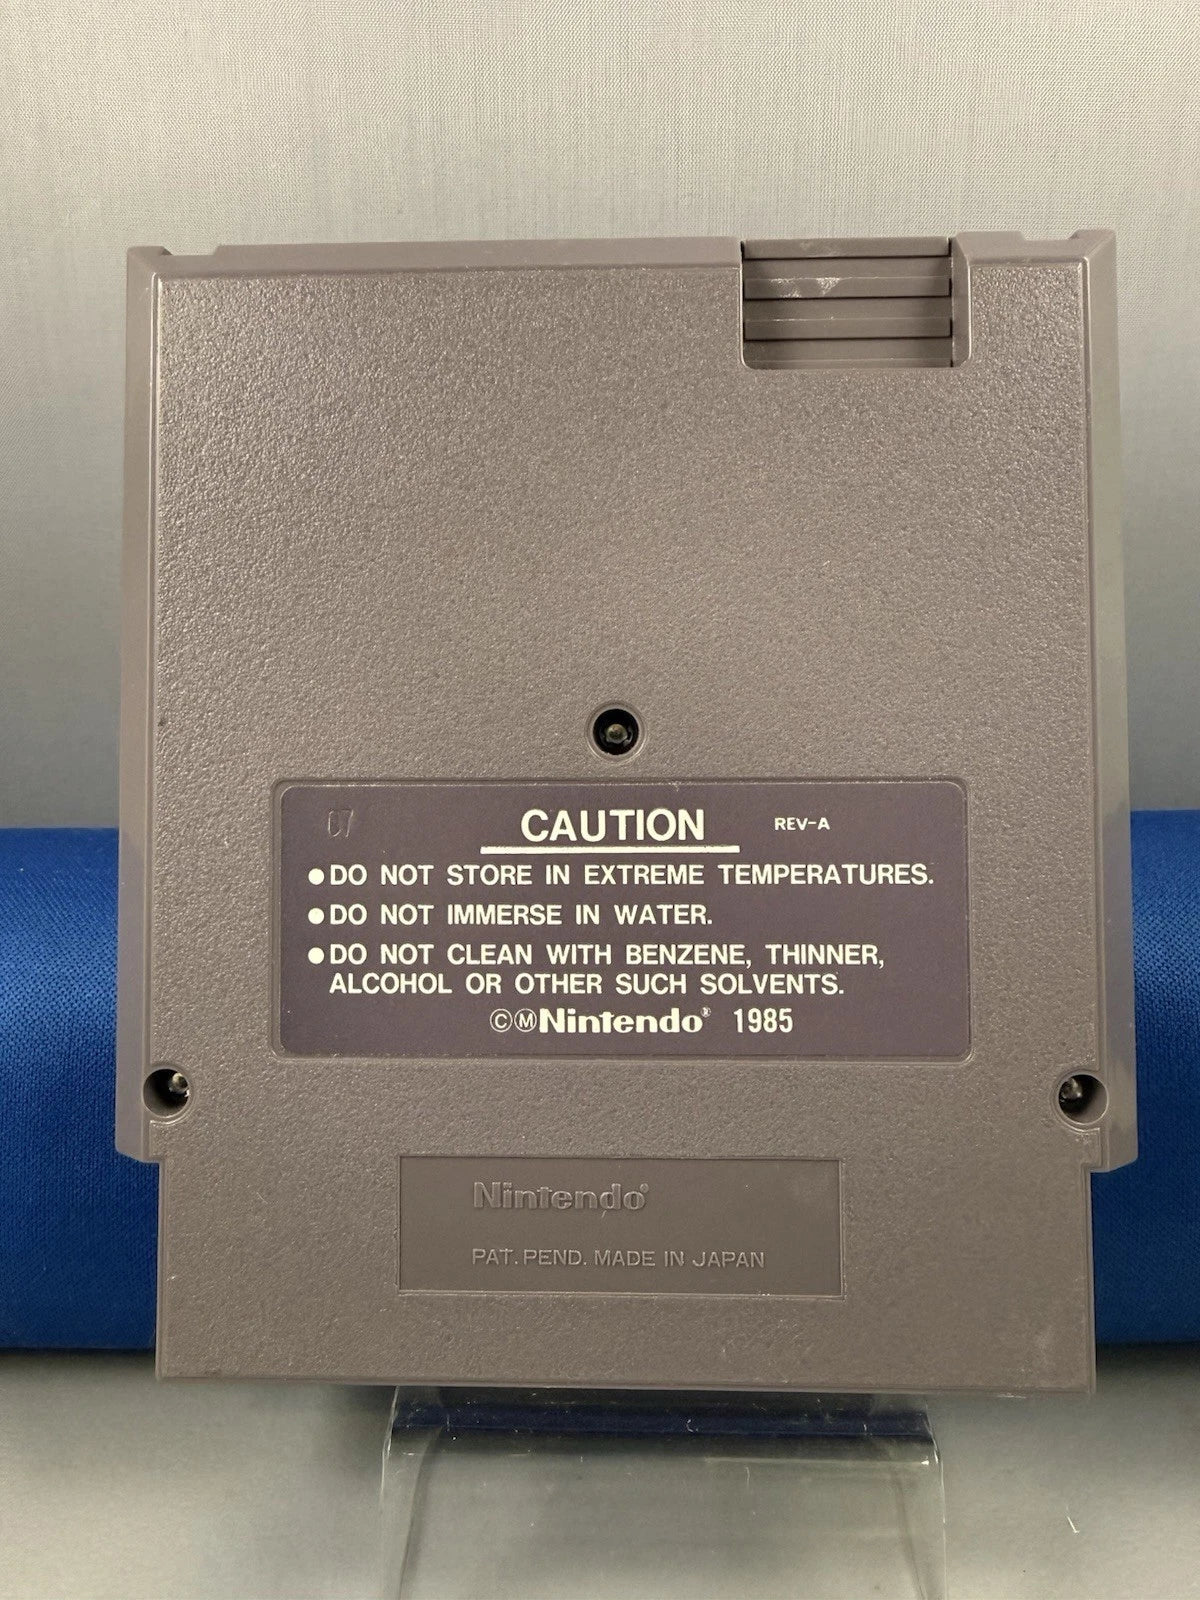 07
CAUTION REV-A
●DO NOT STORE IN EXTREME TEMPERATURES.
●DO NOT IMMERSE IN WATER.
●DO NOT CLEAN WITH BENZENE, THINNER,
ALCOHOL OR OTHER SUCH SOLVENTS.
©ⓂNintendo® 1985
Nintendo®
PAT. PEND. MADE IN JAPAN